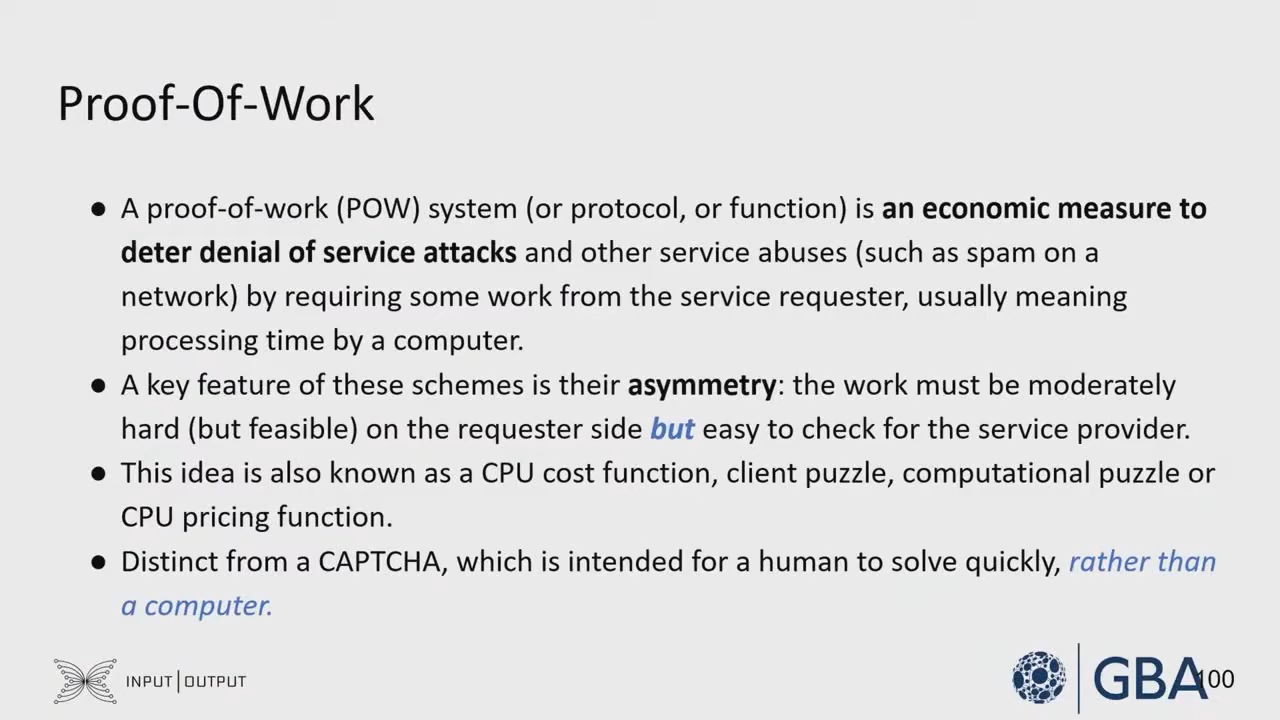 Proof-Of-Work
● A proof-of-work (POW) system (or protocol, or function) is an economic measure to
deter denial of service attacks and other service abuses (such as spam on a
network) by requiring some work from the service requester, usually meaning
processing time by a computer.
● A key feature of these schemes is their asymmetry: the work must be moderately
hard (but feasible) on the requester side but easy to check for the service provider.
● This idea is also known as a CPU cost function, client puzzle, computational puzzle or
CPU pricing function.
● Distinct from a CAPTCHA, which is intended for a human to solve quickly, rather than
a computer.
INPUT|OUTPUT
GBA
100